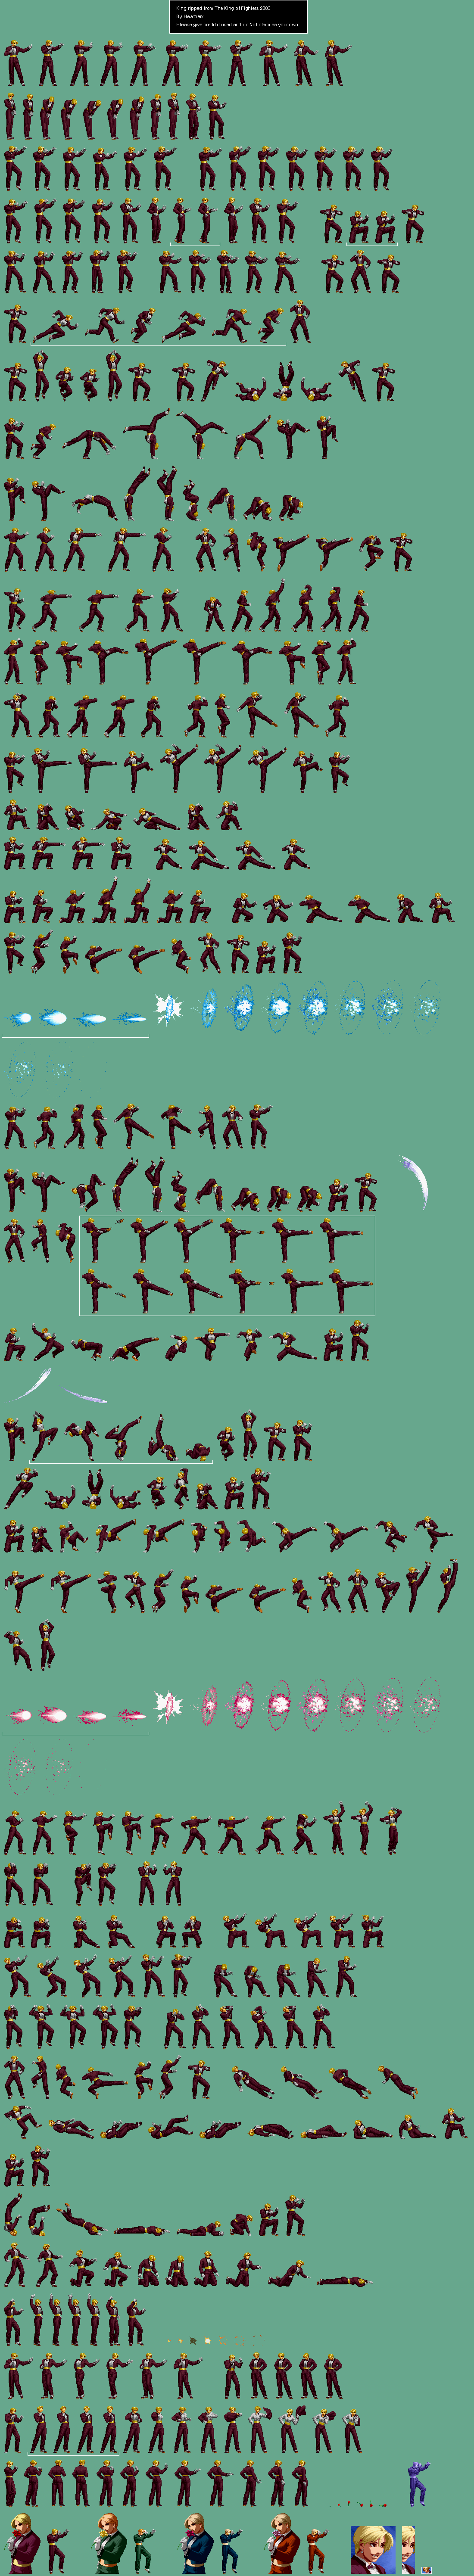 King ripped from The King of Fighters 2003
By Headpak
Please give credit if used and do Not claim as your own